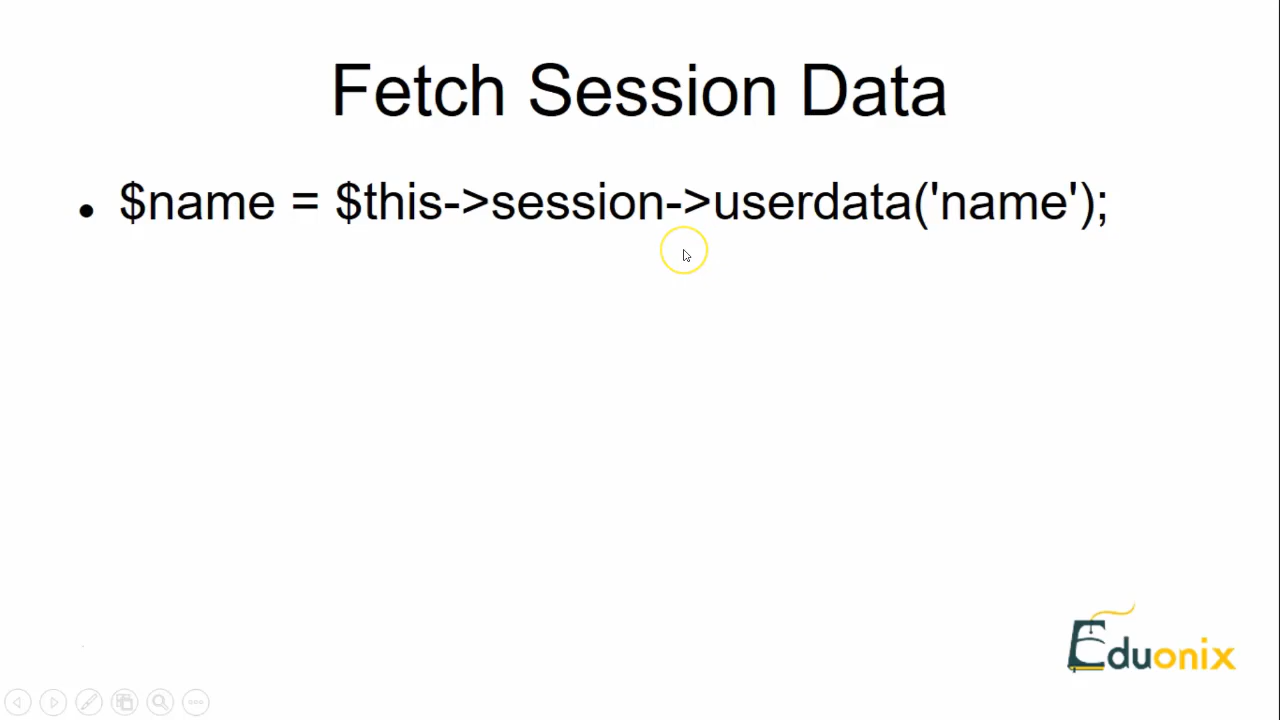 Fetch Session Data
• $name = $this->session->userdata('name');
Eduonix